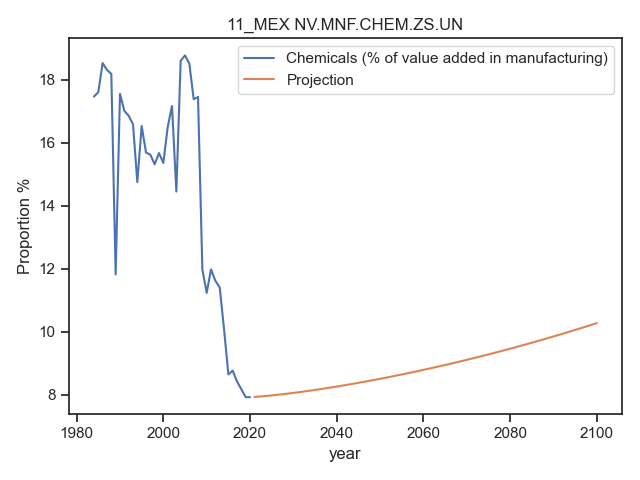 11_MEX NV.MNF.CHEM.ZS.UN
Chemicals (% of value added in manufacturing)
Projection
Proportion %
18
16
14
12
10
8
1980
2000
2020
2040
2060
2080
2100
year